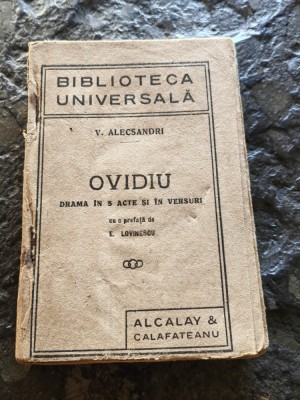 BIBLIOTECA
UNIVERSALĂ
V. ALECSANDRI
OVIDIU
DRAMA ÎN 5 ACTE ȘI ÎN VERSURI
cu o prefață de
E. LOVINESCU
ALCALAY &
CALAFATEANU